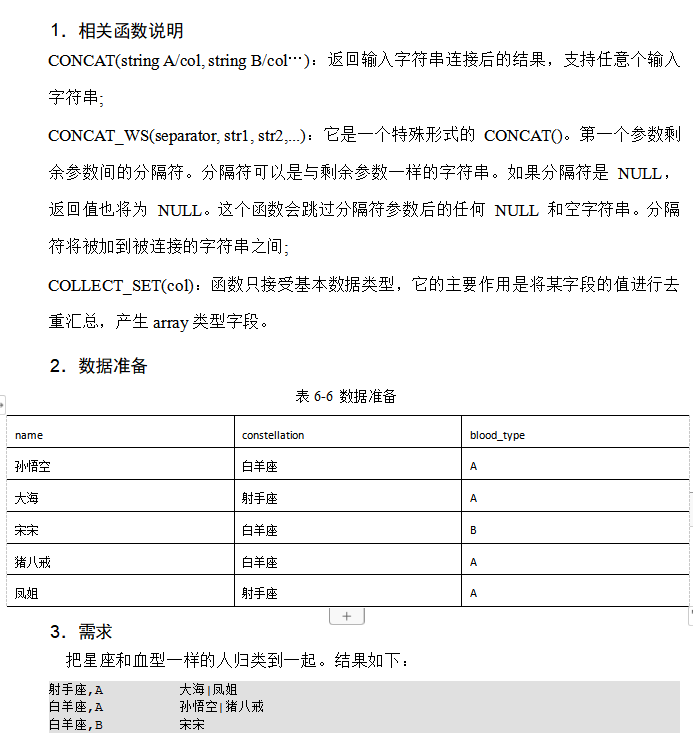 1．相关函数说明
CONCAT(string A/col, string B/col…)：返回输入字符串连接后的结果，支持任意个输入
字符串;
CONCAT_WS(separator, str1, str2,...)：它是一个特殊形式的 CONCAT()。第一个参数剩
余参数间的分隔符。分隔符可以是与剩余参数一样的字符串。如果分隔符是 NULL，
返回值也将为 NULL。这个函数会跳过分隔符参数后的任何 NULL 和空字符串。分隔
符将被加到被连接的字符串之间;
COLLECT_SET(col)：函数只接受基本数据类型，它的主要作用是将某字段的值进行去
重汇总，产生 array 类型字段。
2．数据准备
表 6-6 数据准备
name constellation blood_type
孙悟空 白羊座 A
大海 射手座 A
宋宋 白羊座 B
猪八戒 白羊座 A
凤姐 射手座 A
3．需求
把星座和血型一样的人归类到一起。结果如下：
射手座,A 大海|凤姐
白羊座,A 孙悟空|猪八戒
白羊座,B 宋宋